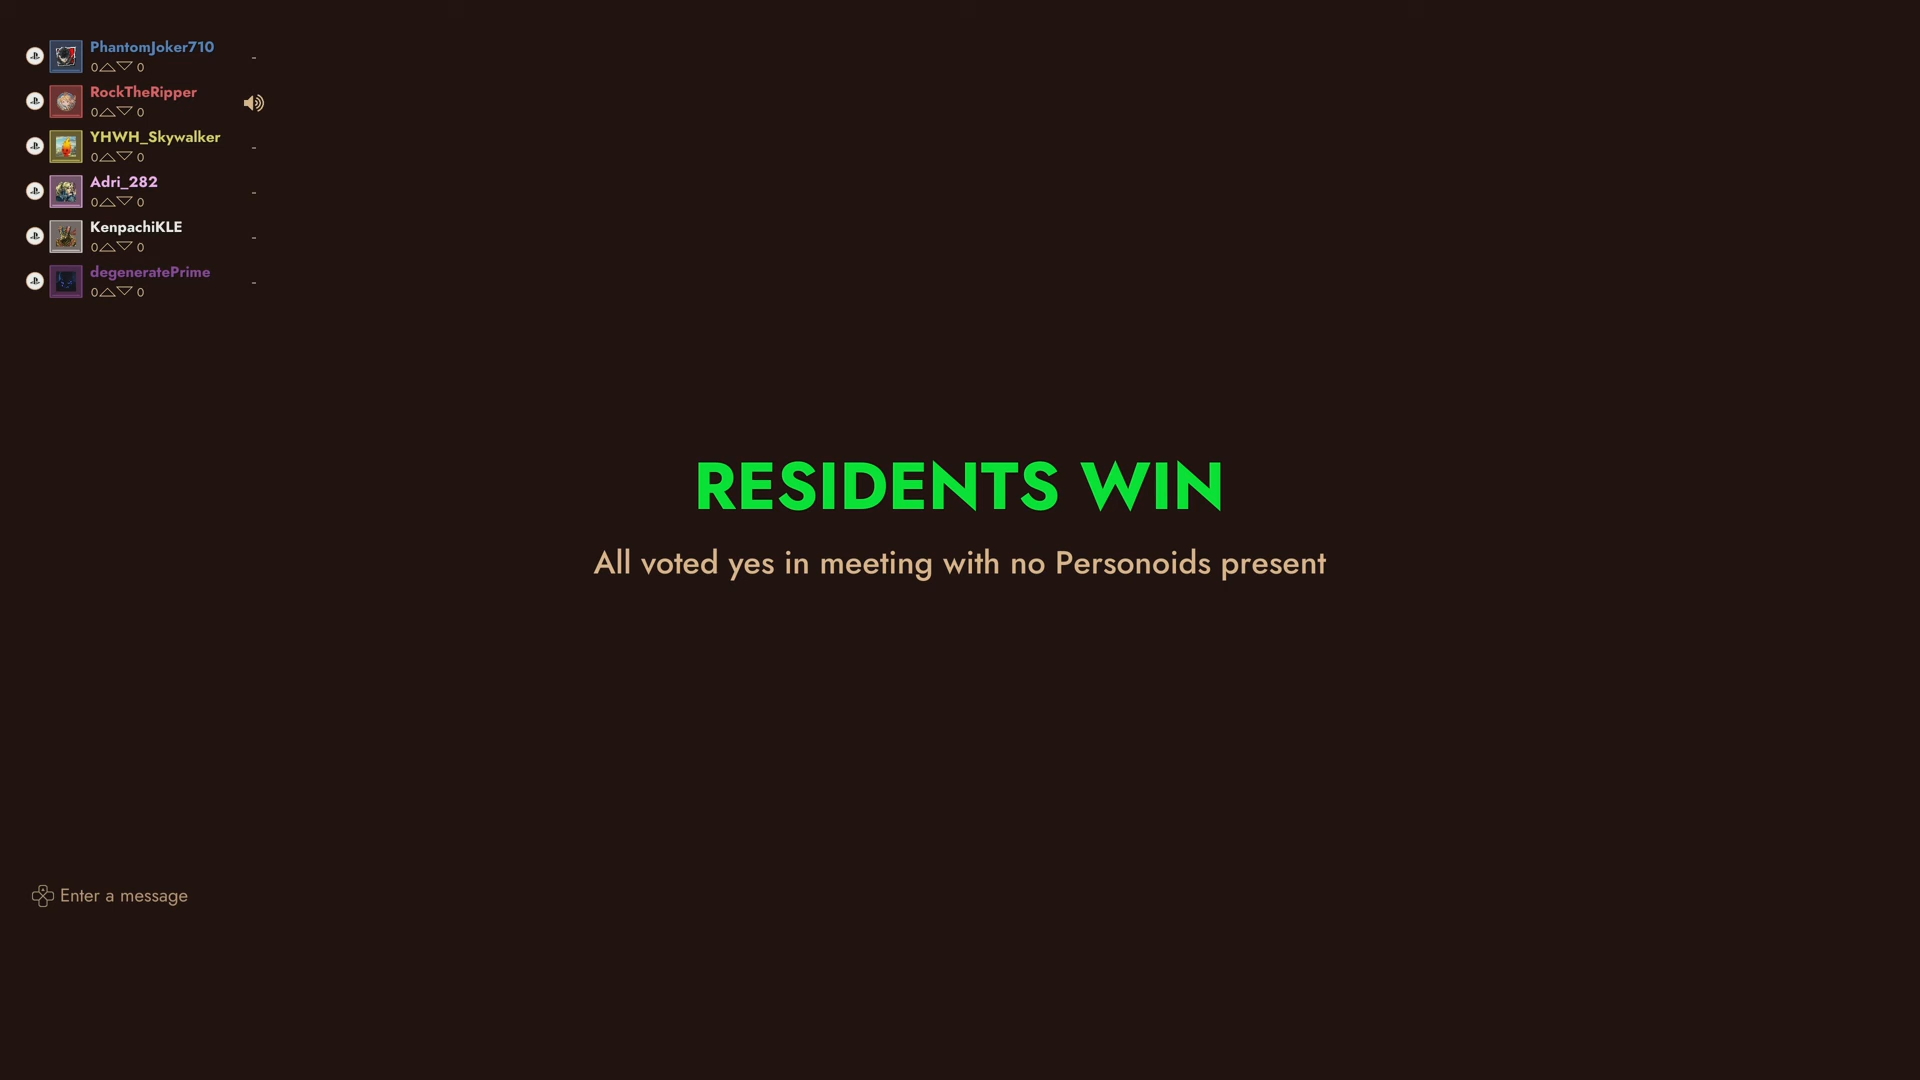 PhantomJoker710
0 0
-
RockTheRipper
0 0
YHWH_Skywalker
0 0
-
Adri_282
0 0
-
KenpachiKLE
0 0
-
degeneratePrime
0 0
-
RESIDENTS WIN
All voted yes in meeting with no Personoids present
Enter a message